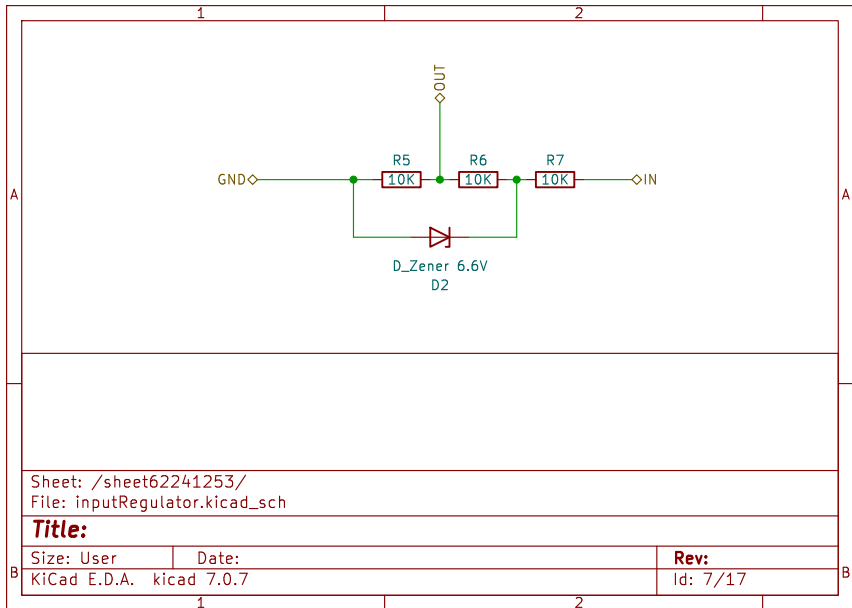 1 2
OUT
R5 R6 R7
GND 10K 10K 10K IN
A A
D_Zener 6.6V
D2
Sheet: /sheet62241253/
File: inputRegulator.kicad_sch
Title:
Size: User Date: Rev:
B B
KiCad E.D.A. kicad 7.0.7 Id: 7/17
1 2